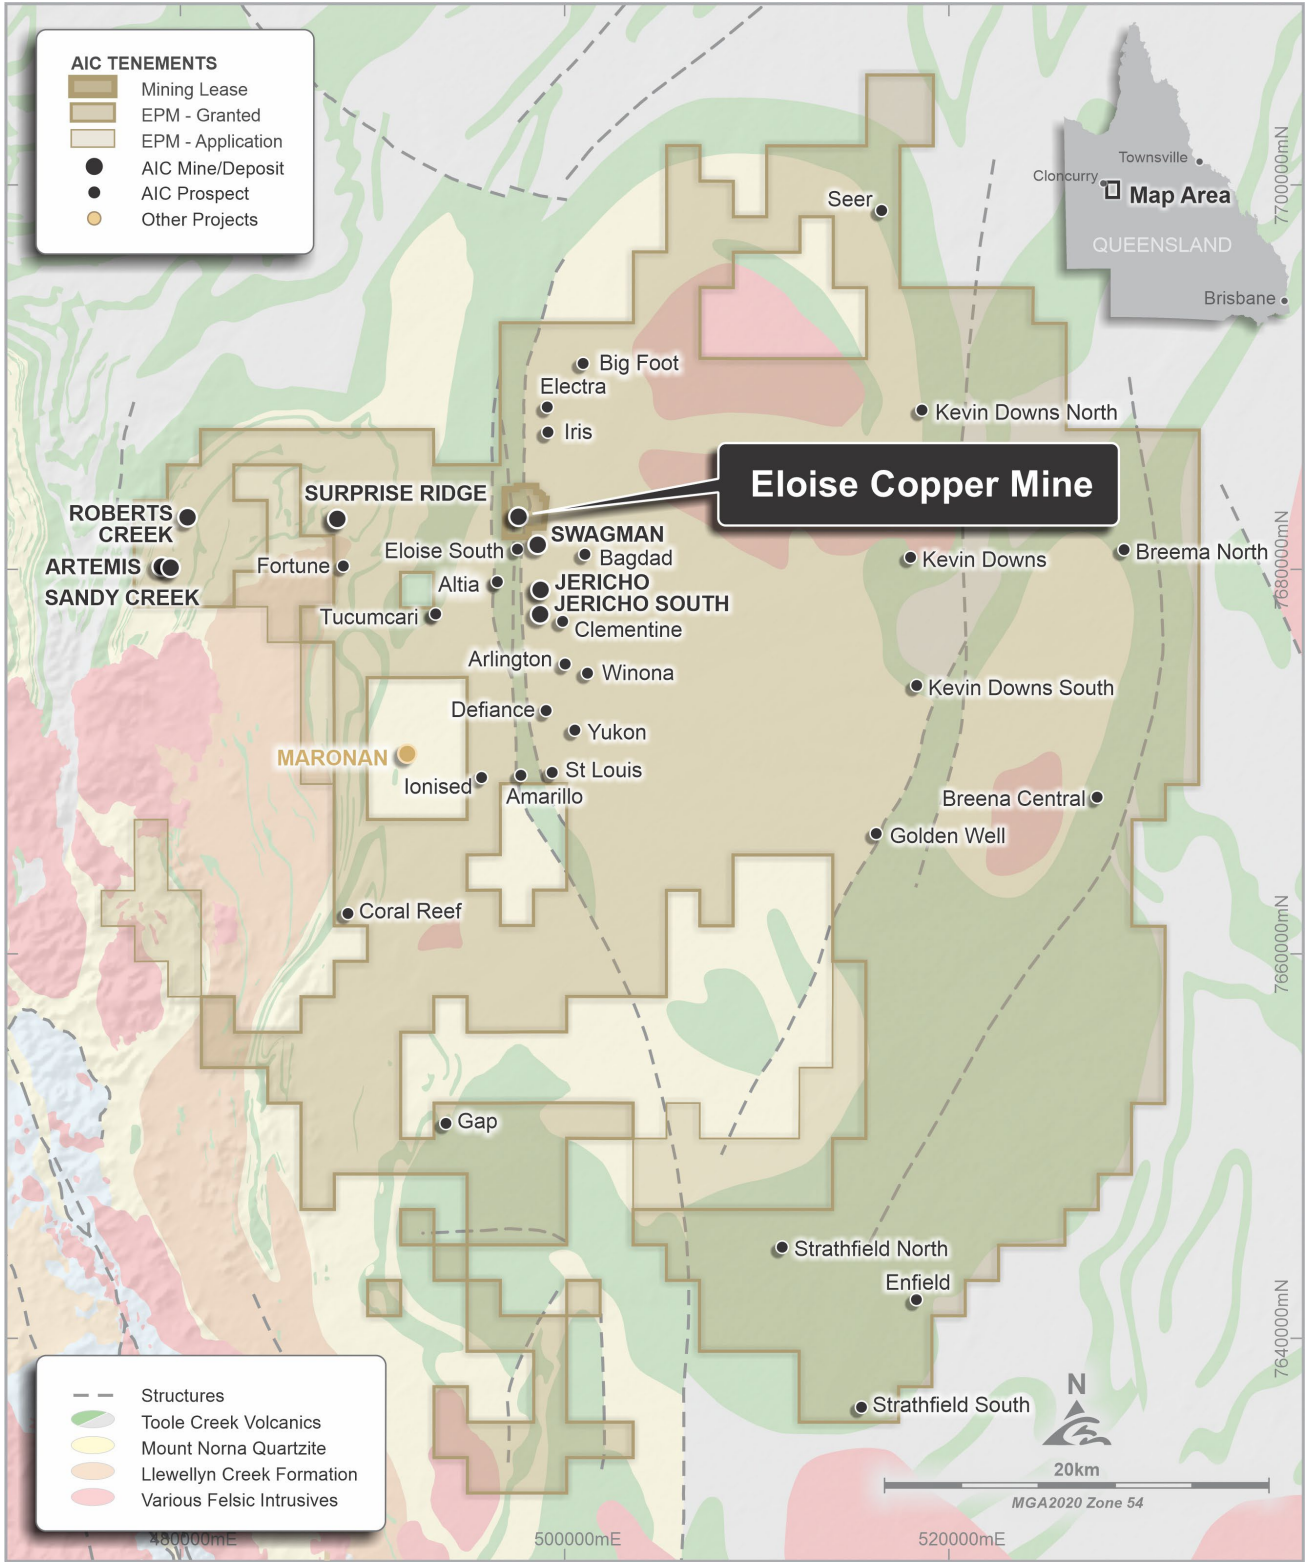 AIC TENEMENTS
Mining Lease
EPM - Granted
EPM - Application
AIC Mine/Deposit
AIC Prospect
Other Projects
Townsville
Cloncurry
Map Area
QUEENSLAND
Brisbane
7700000mN
Seer
Big Foot
Electra
Iris
Kevin Downs North
Eloise Copper Mine
SURPRISE RIDGE
ROBERTS
CREEK
SWAGMAN
Eloise South
Bagdad
Kevin Downs
Breema North
ARTEMIS
Fortune
SANDY CREEK
Altia
JERICHO
JERICHO SOUTH
7680000mN
Tucumcari
Clementine
Arlington
Winona
Kevin Downs South
Defiance
Yukon
MARONAN
Ionised
St Louis
Amarillo
Breena Central
Golden Well
Coral Reef
7660000mN
Gap
Strathfield North
Enfield
7640000mN
Strathfield South
N
20km
MGA2020 Zone 54
Structures
Toole Creek Volcanics
Mount Norna Quartzite
Llewellyn Creek Formation
Various Felsic Intrusives
480000mE
500000mE
520000mE